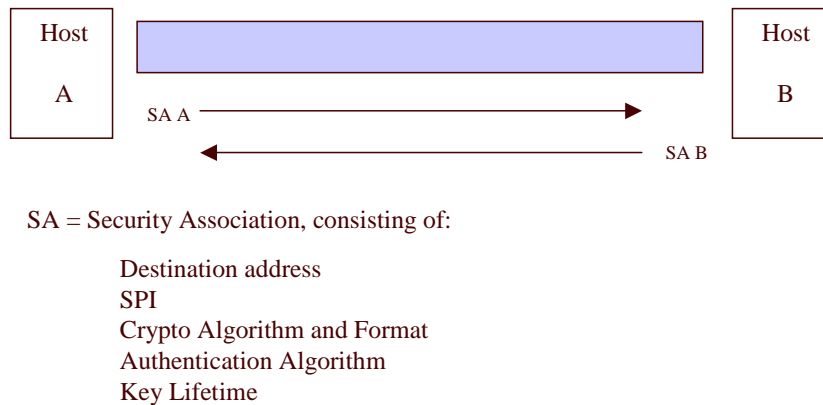 Host
A
Host
B
SA A
SA B
SA = Security Association, consisting of:
Destination address
SPI
Crypto Algorithm and Format
Authentication Algorithm
Key Lifetime